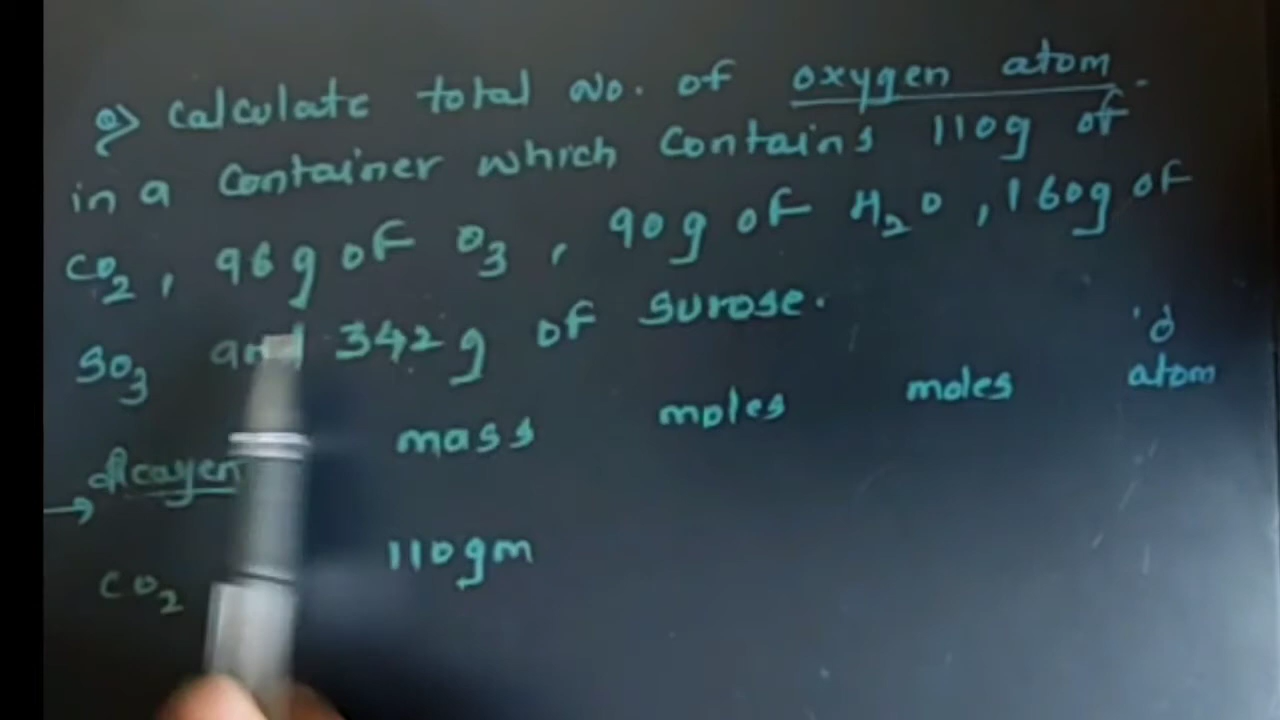 Q) Calculate total No. of oxygen atom
in a container which contains 110g of
CO2, 96g of O3, 90g of H2O, 160g of
SO3 and 342g of surose.
mass moles moles 'O' atom
CO2 110gm